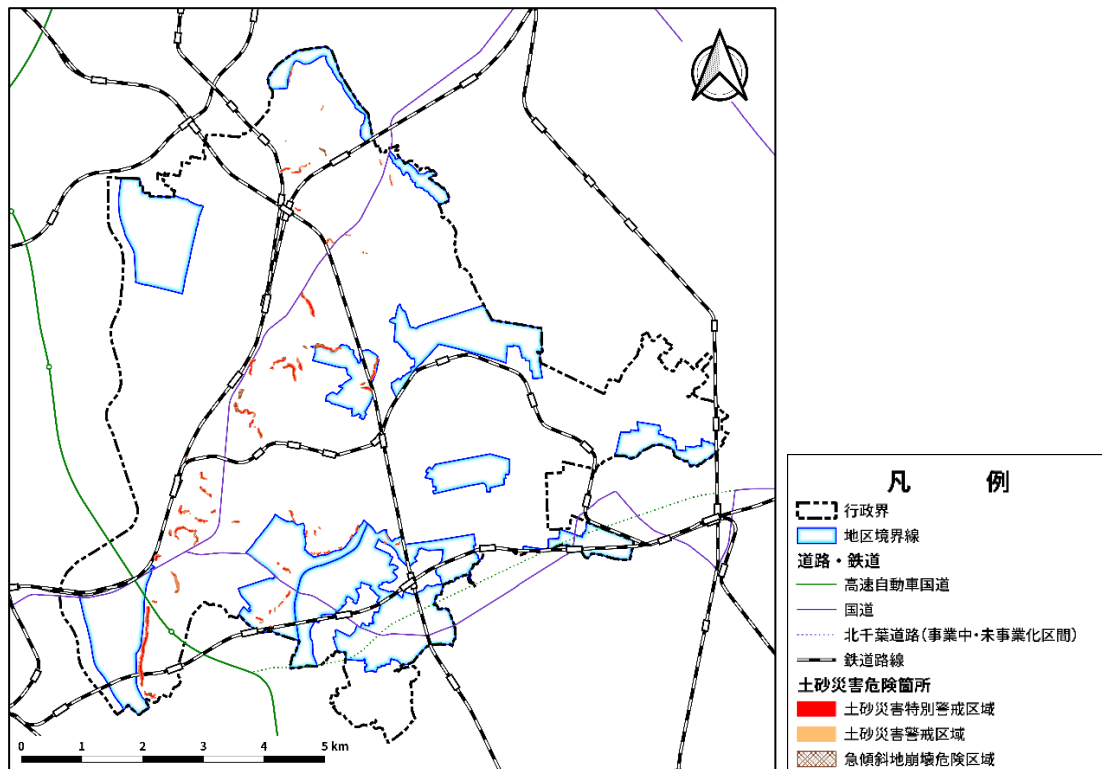 凡 例
行政界
地区境界線
道路・鉄道
高速自動車国道
国道
北千葉道路(事業中・未事業化区間)
鉄道路線
土砂災害危険箇所
土砂災害特別警戒区域
土砂災害警戒区域
急傾斜地崩壊危険区域
0 1 2 3 4 5 km